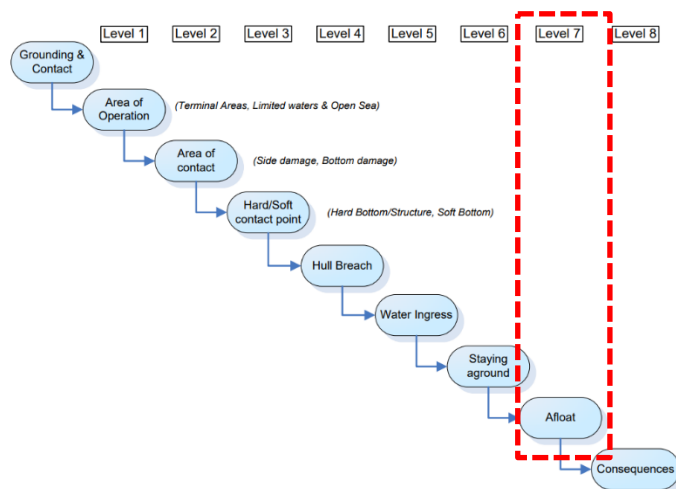 Level 1
Level 2
Level 3
Level 4
Level 5
Level 6
Level 7
Level 8
Grounding &
Contact
Area of
Operation
(Terminal Areas, Limited waters & Open Sea)
Area of
contact
(Side damage, Bottom damage)
Hard/Soft
contact point
(Hard Bottom/Structure, Soft Bottom)
Hull Breach
Water Ingress
Staying
aground
Afloat
Consequences